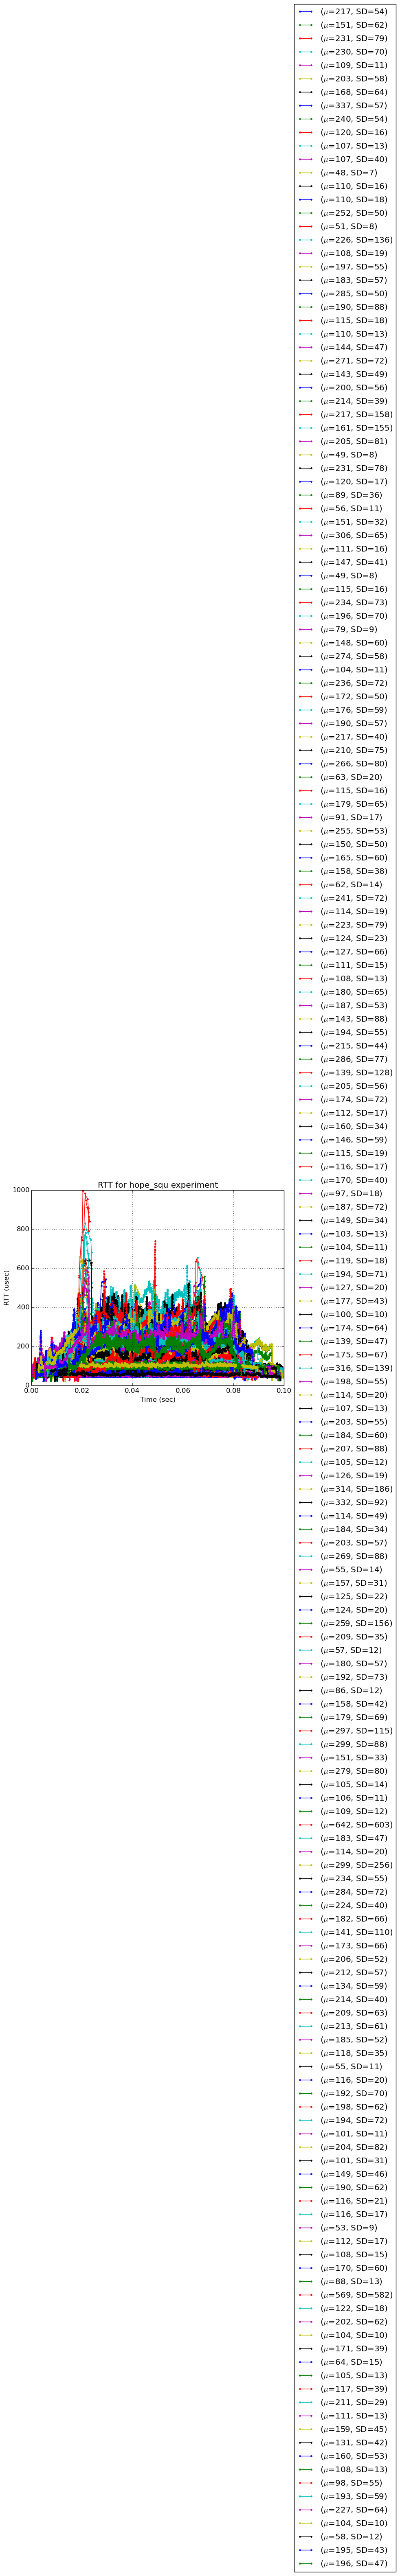 (μ=217, SD=54)
(μ=151, SD=62)
(μ=231, SD=79)
(μ=230, SD=70)
(μ=109, SD=11)
(μ=203, SD=58)
(μ=168, SD=64)
(μ=337, SD=57)
(μ=240, SD=54)
(μ=120, SD=16)
(μ=107, SD=13)
(μ=107, SD=40)
(μ=48, SD=7)
(μ=110, SD=16)
(μ=110, SD=18)
(μ=252, SD=50)
(μ=51, SD=8)
(μ=226, SD=136)
(μ=108, SD=19)
(μ=197, SD=55)
(μ=183, SD=57)
(μ=285, SD=50)
(μ=190, SD=88)
(μ=115, SD=18)
(μ=110, SD=13)
(μ=144, SD=47)
(μ=271, SD=72)
(μ=143, SD=49)
(μ=200, SD=56)
(μ=214, SD=39)
(μ=217, SD=158)
(μ=161, SD=155)
(μ=205, SD=81)
(μ=49, SD=8)
(μ=231, SD=78)
(μ=120, SD=17)
(μ=89, SD=36)
(μ=56, SD=11)
(μ=151, SD=32)
(μ=306, SD=65)
(μ=111, SD=16)
(μ=147, SD=41)
(μ=49, SD=8)
(μ=115, SD=16)
(μ=234, SD=73)
(μ=196, SD=70)
(μ=79, SD=9)
(μ=148, SD=60)
(μ=274, SD=58)
(μ=104, SD=11)
(μ=236, SD=72)
(μ=172, SD=50)
(μ=176, SD=59)
(μ=190, SD=57)
(μ=217, SD=40)
(μ=210, SD=75)
(μ=266, SD=80)
(μ=63, SD=20)
(μ=115, SD=16)
(μ=179, SD=65)
(μ=91, SD=17)
(μ=255, SD=53)
(μ=150, SD=50)
(μ=165, SD=60)
(μ=158, SD=38)
(μ=62, SD=14)
(μ=241, SD=72)
(μ=114, SD=19)
(μ=223, SD=79)
(μ=124, SD=23)
(μ=127, SD=66)
(μ=111, SD=15)
(μ=108, SD=13)
(μ=180, SD=65)
(μ=187, SD=53)
(μ=143, SD=88)
(μ=194, SD=55)
(μ=215, SD=44)
(μ=286, SD=77)
(μ=139, SD=128)
(μ=205, SD=56)
(μ=174, SD=72)
(μ=112, SD=17)
(μ=160, SD=34)
(μ=146, SD=59)
(μ=115, SD=19)
(μ=116, SD=17)
(μ=170, SD=40)
(μ=97, SD=18)
(μ=187, SD=72)
(μ=149, SD=34)
(μ=103, SD=13)
(μ=104, SD=11)
(μ=119, SD=18)
(μ=194, SD=71)
(μ=127, SD=20)
(μ=177, SD=43)
(μ=100, SD=10)
(μ=174, SD=64)
(μ=139, SD=47)
(μ=175, SD=67)
(μ=316, SD=139)
(μ=198, SD=55)
(μ=114, SD=20)
(μ=107, SD=13)
(μ=203, SD=55)
(μ=184, SD=60)
(μ=207, SD=88)
(μ=105, SD=12)
(μ=126, SD=19)
(μ=314, SD=186)
(μ=332, SD=92)
(μ=114, SD=49)
(μ=184, SD=34)
(μ=203, SD=57)
(μ=269, SD=88)
(μ=55, SD=14)
(μ=157, SD=31)
(μ=125, SD=22)
(μ=124, SD=20)
(μ=259, SD=156)
(μ=209, SD=35)
(μ=57, SD=12)
(μ=180, SD=57)
(μ=192, SD=73)
(μ=86, SD=12)
(μ=158, SD=42)
(μ=179, SD=69)
(μ=297, SD=115)
(μ=299, SD=88)
(μ=151, SD=33)
(μ=279, SD=80)
(μ=105, SD=14)
(μ=106, SD=11)
(μ=109, SD=12)
(μ=642, SD=603)
(μ=183, SD=47)
(μ=114, SD=20)
(μ=299, SD=256)
(μ=234, SD=55)
(μ=284, SD=72)
(μ=224, SD=40)
(μ=182, SD=66)
(μ=141, SD=110)
(μ=173, SD=66)
(μ=206, SD=52)
(μ=212, SD=57)
(μ=134, SD=59)
(μ=214, SD=40)
(μ=209, SD=63)
(μ=213, SD=61)
(μ=185, SD=52)
(μ=118, SD=35)
(μ=55, SD=11)
(μ=116, SD=20)
(μ=192, SD=70)
(μ=198, SD=62)
(μ=194, SD=72)
(μ=101, SD=11)
(μ=204, SD=82)
(μ=101, SD=31)
(μ=149, SD=46)
(μ=190, SD=62)
(μ=116, SD=21)
(μ=116, SD=17)
(μ=53, SD=9)
(μ=112, SD=17)
(μ=108, SD=15)
(μ=170, SD=60)
(μ=88, SD=13)
(μ=569, SD=582)
(μ=122, SD=18)
(μ=202, SD=62)
(μ=104, SD=10)
(μ=171, SD=39)
(μ=64, SD=15)
(μ=105, SD=13)
(μ=117, SD=39)
(μ=211, SD=29)
(μ=111, SD=13)
(μ=159, SD=45)
(μ=131, SD=42)
(μ=160, SD=53)
(μ=108, SD=13)
(μ=98, SD=55)
(μ=193, SD=59)
(μ=227, SD=64)
(μ=104, SD=10)
(μ=58, SD=12)
(μ=195, SD=43)
(μ=196, SD=47)
RTT for hope_squ experiment
RTT (usec)
1000
800
600
400
200
0
0.00 0.02 0.04 0.06 0.08 0.10
Time (sec)